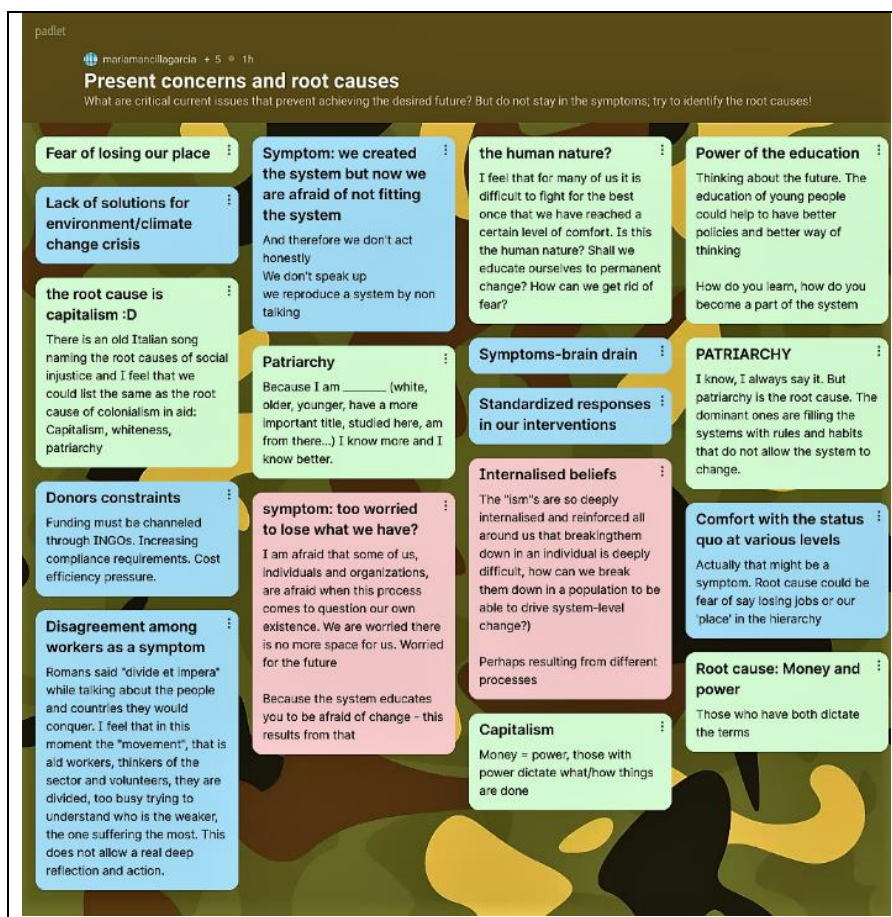 padlet
mariamancillagarcia + 5 • 1h
Present concerns and root causes
What are critical current issues that prevent achieving the desired future? But do not stay in the symptoms; try to identify the root causes!
Fear of losing our place
Lack of solutions for
environment/climate
change crisis
the root cause is
capitalism :D
There is an old Italian song
naming the root causes of social
injustice and I feel that we
could list the same as the root
cause of colonialism in aid:
Capitalism, whiteness,
patriarchy
Donors constraints
Funding must be channeled
through INGOs. Increasing
compliance requirements. Cost
efficiency pressure.
Disagreement among
workers as a symptom
Romans said "divide et impera"
while talking about the people
and countries they would
conquer. I feel that in this
moment the "movement", that is
aid workers, thinkers of the
sector and volunteers, they are
divided, too busy trying to
understand who is the weaker,
the one suffering the most. This
does not allow a real deep
reflection and action.
Symptom: we created
the system but now we
are afraid of not fitting
the system
And therefore we don't act
honestly
We don't speak up
we reproduce a system by non
talking
Patriarchy
Because I am _______ (white,
older, younger, have a more
important title, studied here, am
from there...) I know more and I
know better.
symptom: too worried
to lose what we have?
I am afraid that some of us,
individuals and organizations,
are afraid when this process
comes to question our own
existence. We are worried there
is no more space for us. Worried
for the future
Because the system educates
you to be afraid of change - this
results from that
the human nature?
I feel that for many of us it is
difficult to fight for the best
once that we have reached a
certain level of comfort. Is this
the human nature? Shall we
educate ourselves to permanent
change? How can we get rid of
fear?
Symptoms-brain drain
Standardized responses
in our interventions
Internalised beliefs
The "ism"s are so deeply
internalised and reinforced all
around us that breakingthem
down in an individual is deeply
difficult, how can we break
them down in a population to be
able to drive system-level
change?)
Perhaps resulting from different
processes
Capitalism
Money = power, those with
power dictate what/how things
are done
Power of the education
Thinking about the future. The
education of young people
could help to have better
policies and better way of
thinking
How do you learn, how do you
become a part of the system
PATRIARCHY
I know, I always say it. But
patriarchy is the root cause. The
dominant ones are filling the
systems with rules and habits
that do not allow the system to
change.
Comfort with the status
quo at various levels
Actually that might be a
symptom. Root cause could be
fear of say losing jobs or our
'place' in the hierarchy
Root cause: Money and
power
Those who have both dictate
the terms